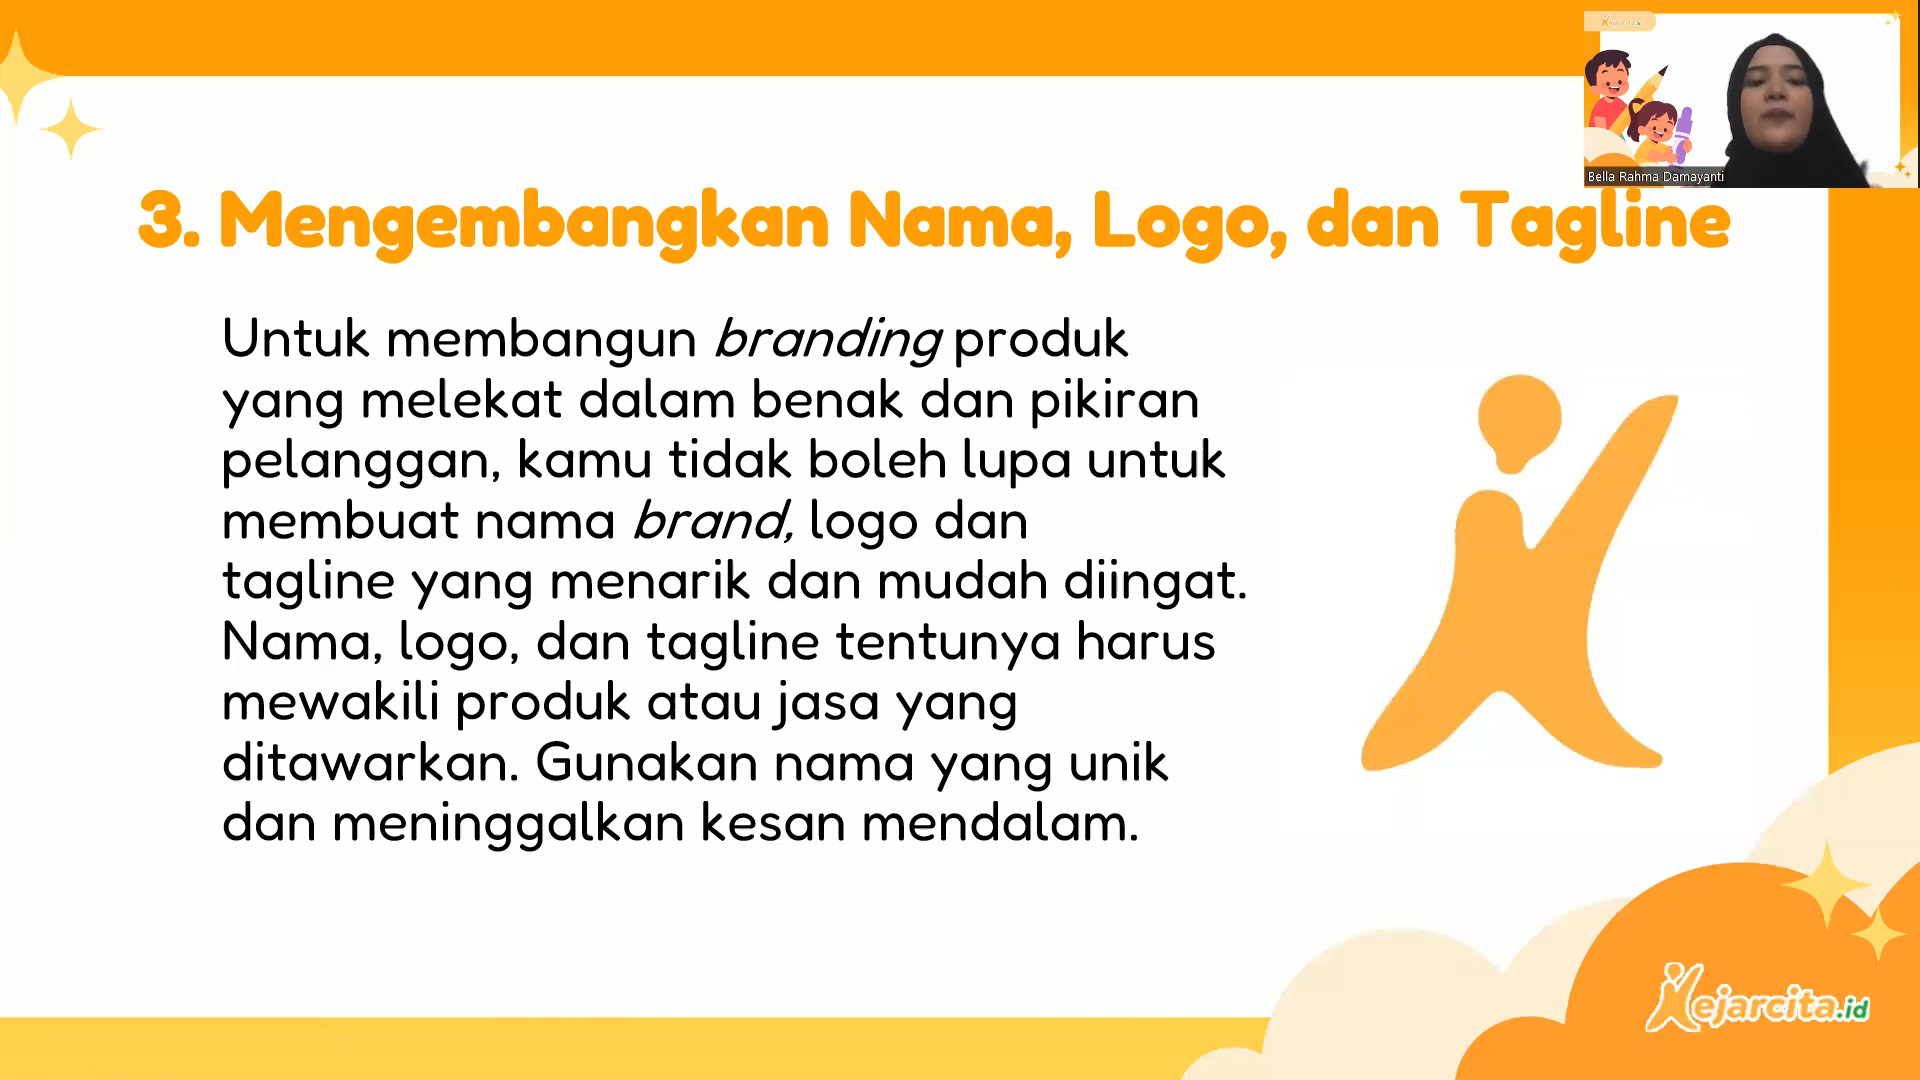 Bella Rahma Damayanti
3. Mengembangkan Nama, Logo, dan Tagline
Untuk membangun branding produk
yang melekat dalam benak dan pikiran
pelanggan, kamu tidak boleh lupa untuk
membuat nama brand, logo dan
tagline yang menarik dan mudah diingat.
Nama, logo, dan tagline tentunya harus
mewakili produk atau jasa yang
ditawarkan. Gunakan nama yang unik
dan meninggalkan kesan mendalam.
Kejarcita.id